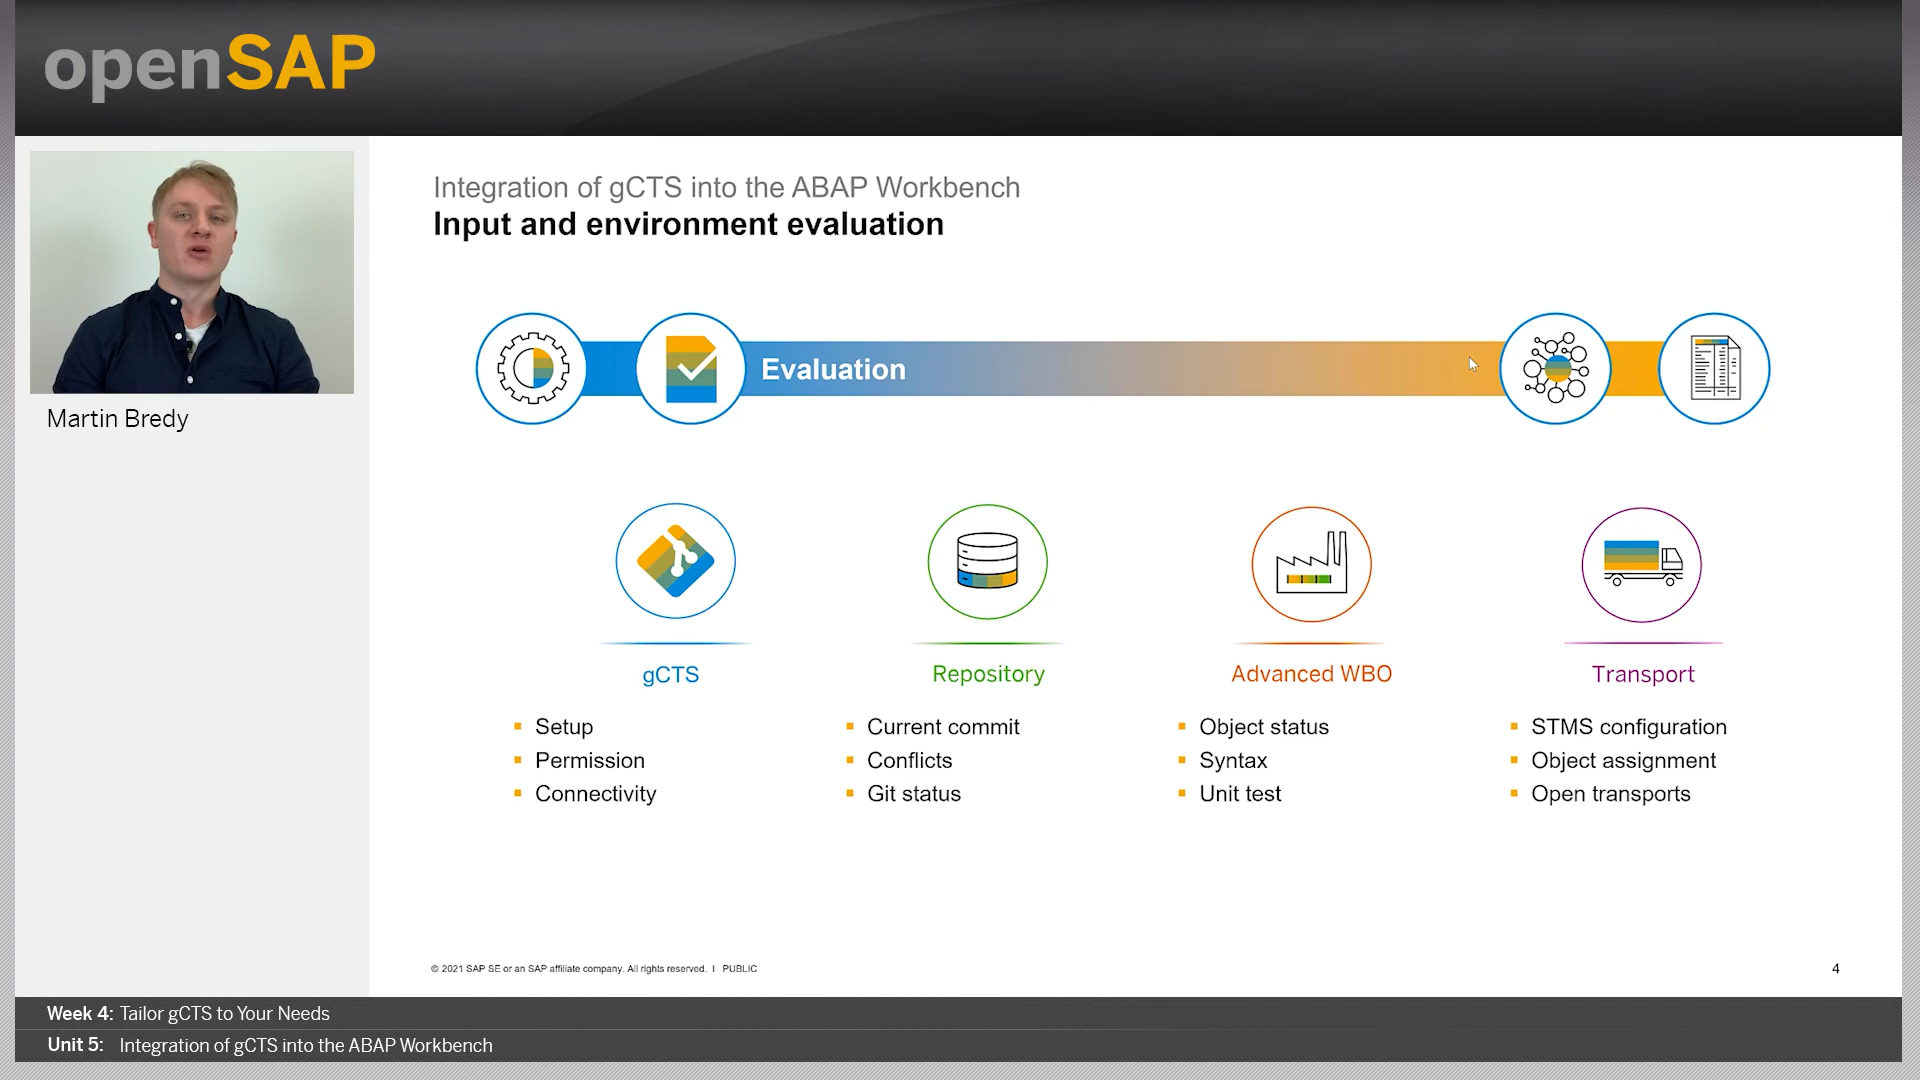 openSAP
Martin Bredy
Integration of gCTS into the ABAP Workbench
Input and environment evaluation
Evaluation
gCTS
Setup
Permission
Connectivity
Repository
Current commit
Conflicts
Git status
Advanced WBO
Object status
Syntax
Unit test
Transport
STMS configuration
Object assignment
Open transports
© 2021 SAP SE or an SAP affiliate company. All rights reserved. I PUBLIC
4
Week 4: Tailor gCTS to Your Needs
Unit 5: Integration of gCTS into the ABAP Workbench